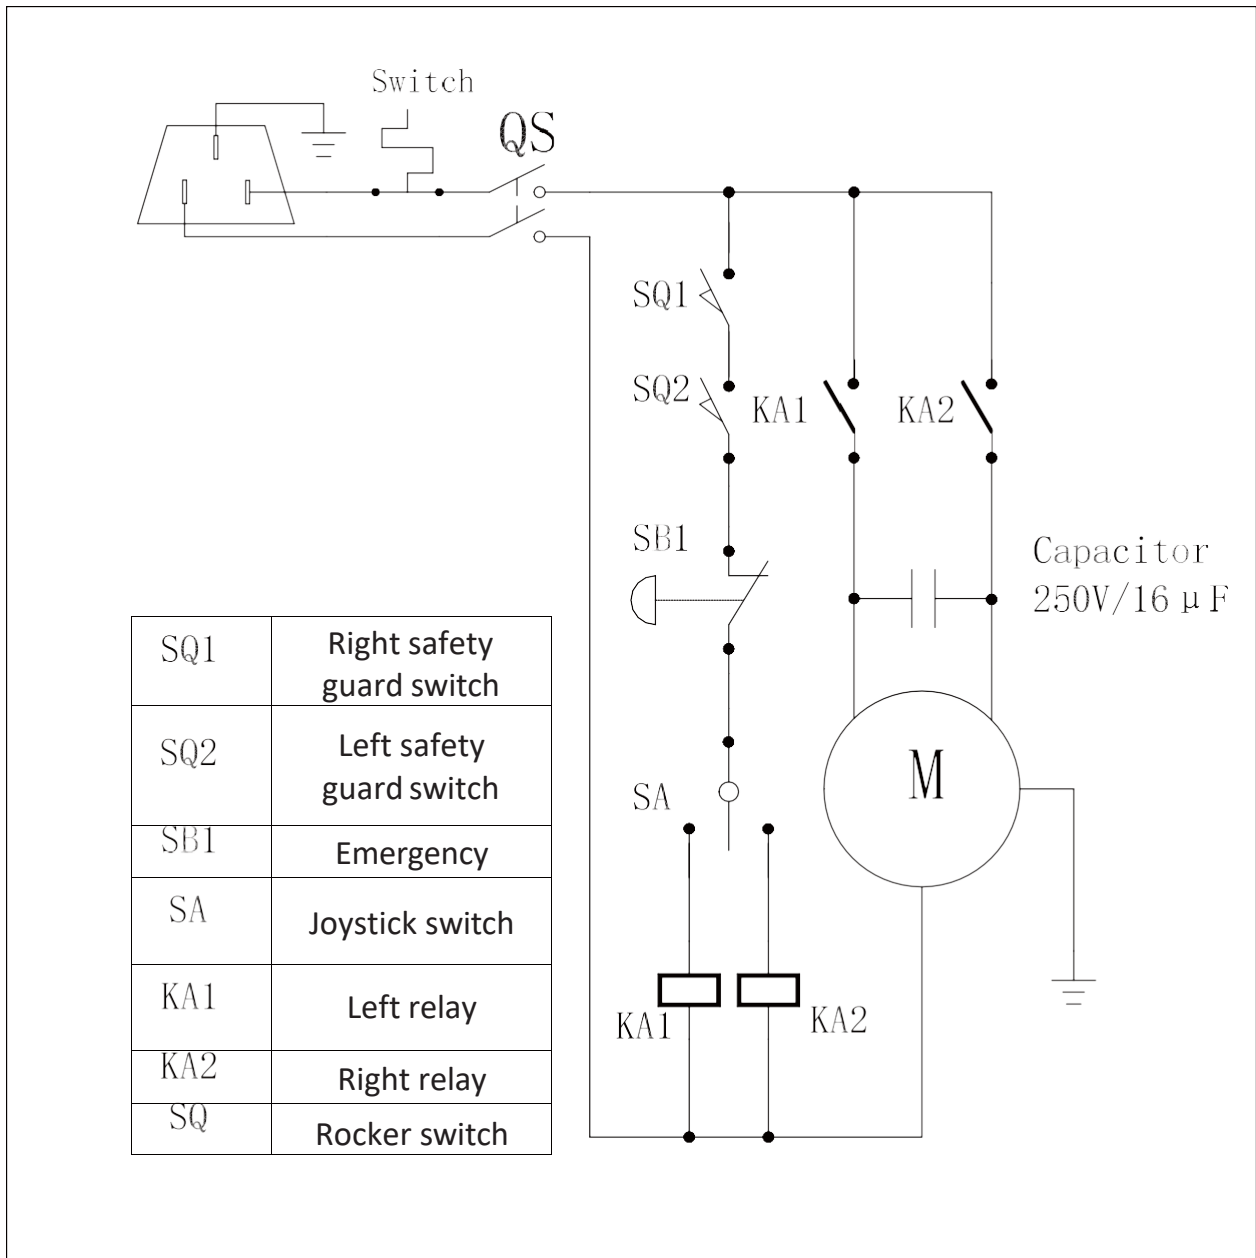 Switch
QS
SQ1
SQ2
KA1
KA2
SB1
Capacitor
250V/16μF
SA
M
KA1
KA2
SQ1
Right safety
guard switch
SQ2
Left safety
guard switch
SB1
Emergency
SA
Joystick switch
KA1
Left relay
KA2
Right relay
SQ
Rocker switch